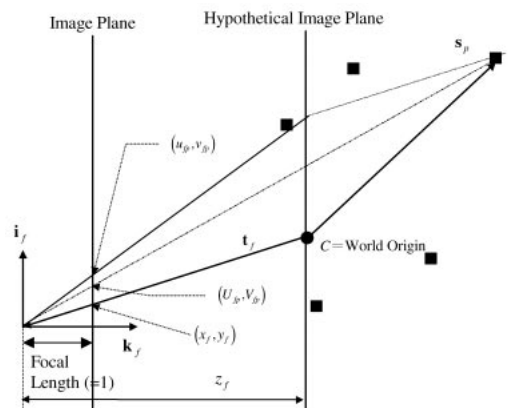 Image Plane
Hypothetical Image Plane
s_p
(u_fp, v_fp)
i_f
t_f
C=World Origin
(U_fp, V_fp)
(x_f, y_f)
k_f
Focal
Length (=1)
z_f